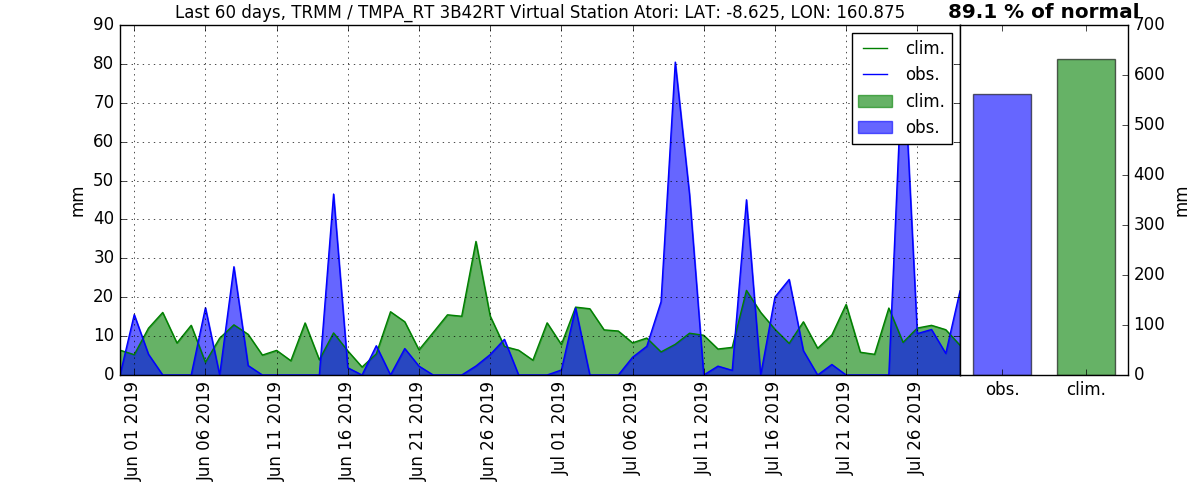 Last 60 days, TRMM / TMPA_RT 3B42RT Virtual Station Atori: LAT: -8.625, LON: 160.875
89.1 % of normal
90
80
70
60
50
40
30
20
10
0
mm
clim.
obs.
clim.
obs.
700
600
500
400
300
200
100
0
mm
Jun 01 2019
Jun 06 2019
Jun 11 2019
Jun 16 2019
Jun 21 2019
Jun 26 2019
Jul 01 2019
Jul 06 2019
Jul 11 2019
Jul 16 2019
Jul 21 2019
Jul 26 2019
obs.
clim.